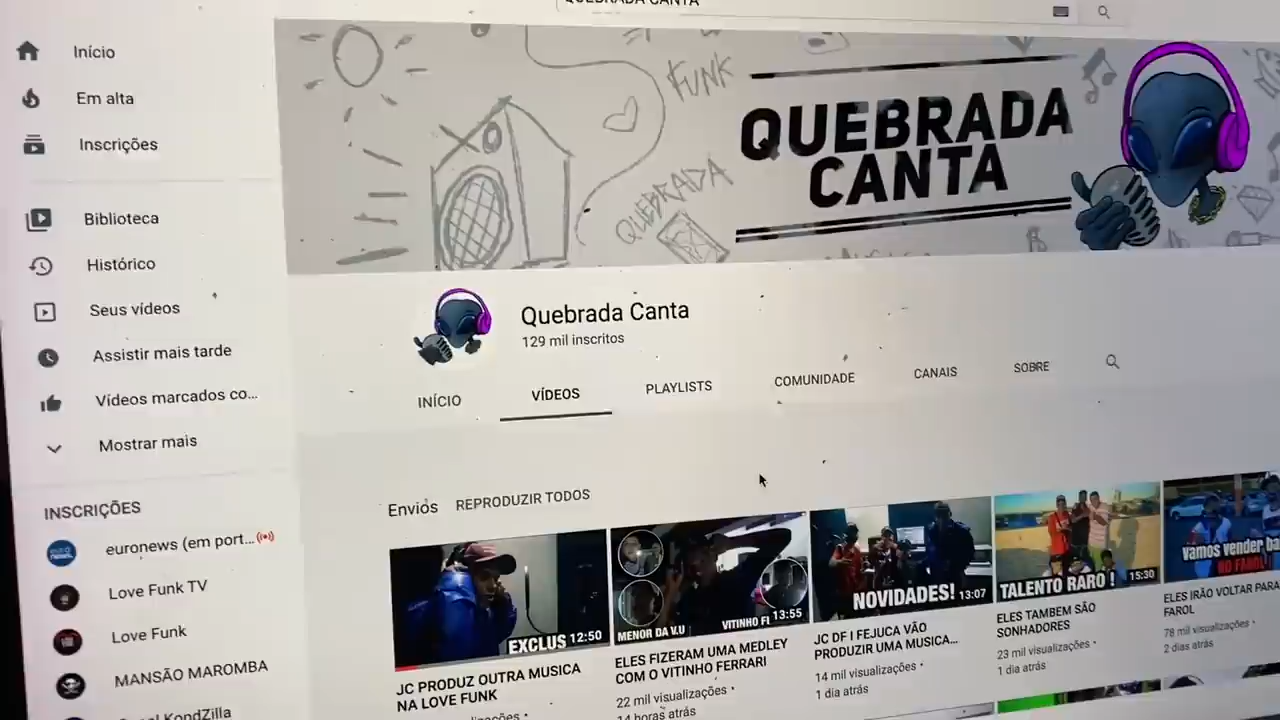 QUEBRADA CANTA
Início
Em alta
Inscrições
Biblioteca
Histórico
Seus vídeos
Assistir mais tarde
Vídeos marcados co...
Mostrar mais
INSCRIÇÕES
euronews (em port...
Love Funk TV
Love Funk
MANSÃO MAROMBA
KondZilla
FUNK
QUEBRADA
QUEBRADA
CANTA
Quebrada Canta
129 mil inscritos
INÍCIO
VÍDEOS
PLAYLISTS
COMUNIDADE
CANAIS
SOBRE
Envios
REPRODUZIR TODOS
EXCLUS 12:50
JC PRODUZ OUTRA MUSICA
NA LOVE FUNK
MENOR DA V.U
VITINHO F
13:55
ELES FIZERAM UMA MEDLEY
COM O VITINHO FERRARI
22 mil visualizações •
14 horas atrás
NOVIDADES! 13:07
JC DF I FEJUCA VÃO
PRODUZIR UMA MUSICA...
14 mil visualizações •
1 dia atrás
TALENTO RARO ! 15:30
ELES TAMBEM SÃO
SONHADORES
23 mil visualizações •
1 dia atrás
vamos vender ba
NO FAROL
ELES IRÃO VOLTAR PARA
FAROL
78 mil visualizações •
2 dias atrás